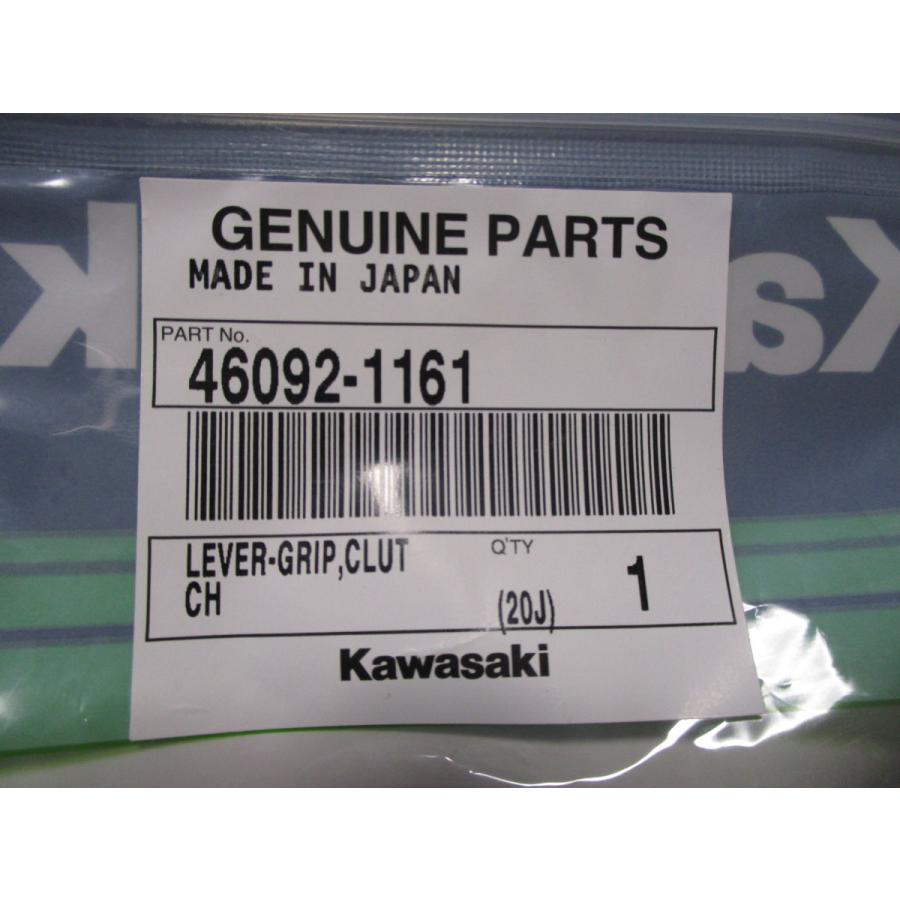 GENUINE PARTS
MADE IN JAPAN
PART No.
46092-1161
LEVER-GRIP,CLUT
CH
Q'TY
(20J)
1
Kawasaki